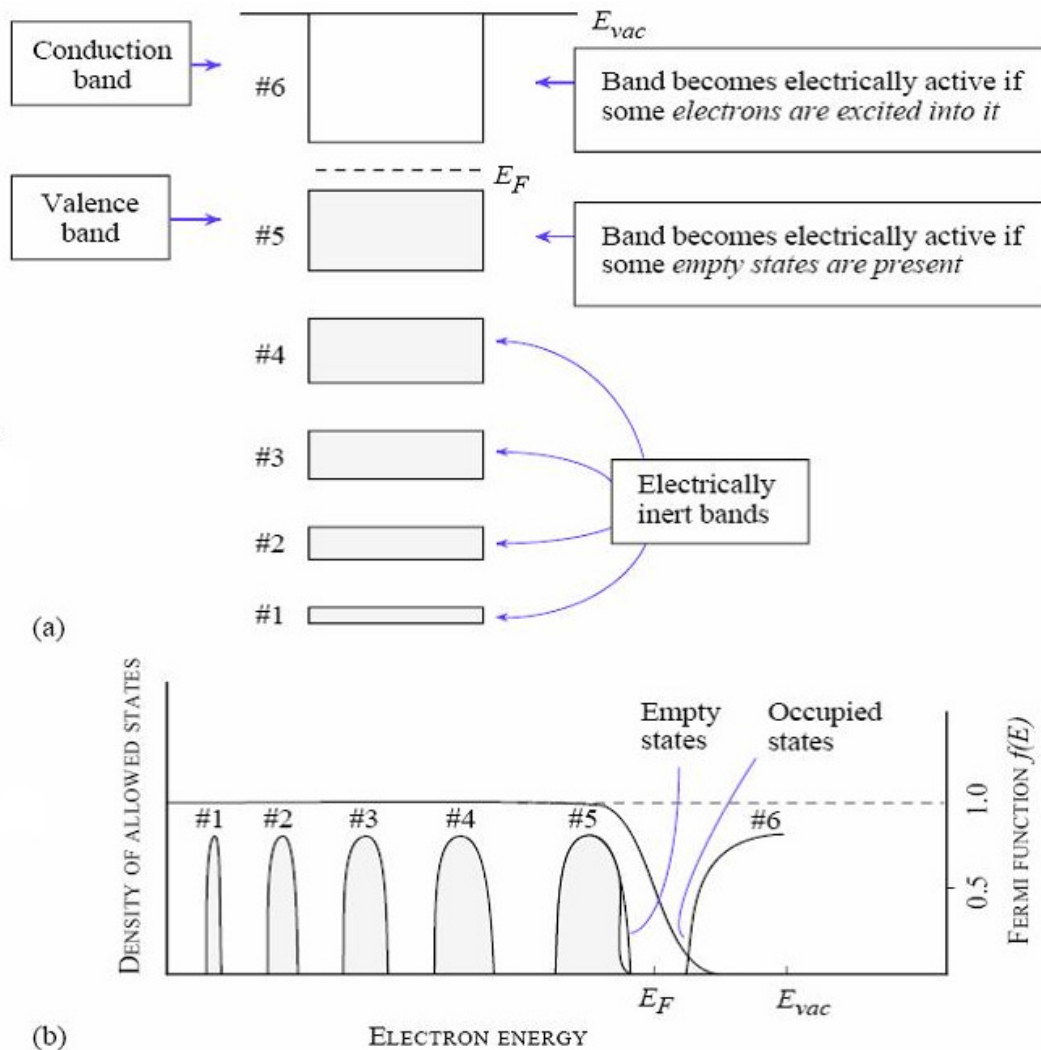 E_vac
Conduction
band
#6
Band becomes electrically active if
some electrons are excited into it
E_F
Valence
band
#5
Band becomes electrically active if
some empty states are present
#4
#3
Electrically
inert bands
#2
#1
(a)
DENSITY OF ALLOWED STATES
Empty
states
Occupied
states
FERMI FUNCTION f(E)
1.0
0.5
#1
#2
#3
#4
#5
#6
E_F
E_vac
(b)
ELECTRON ENERGY